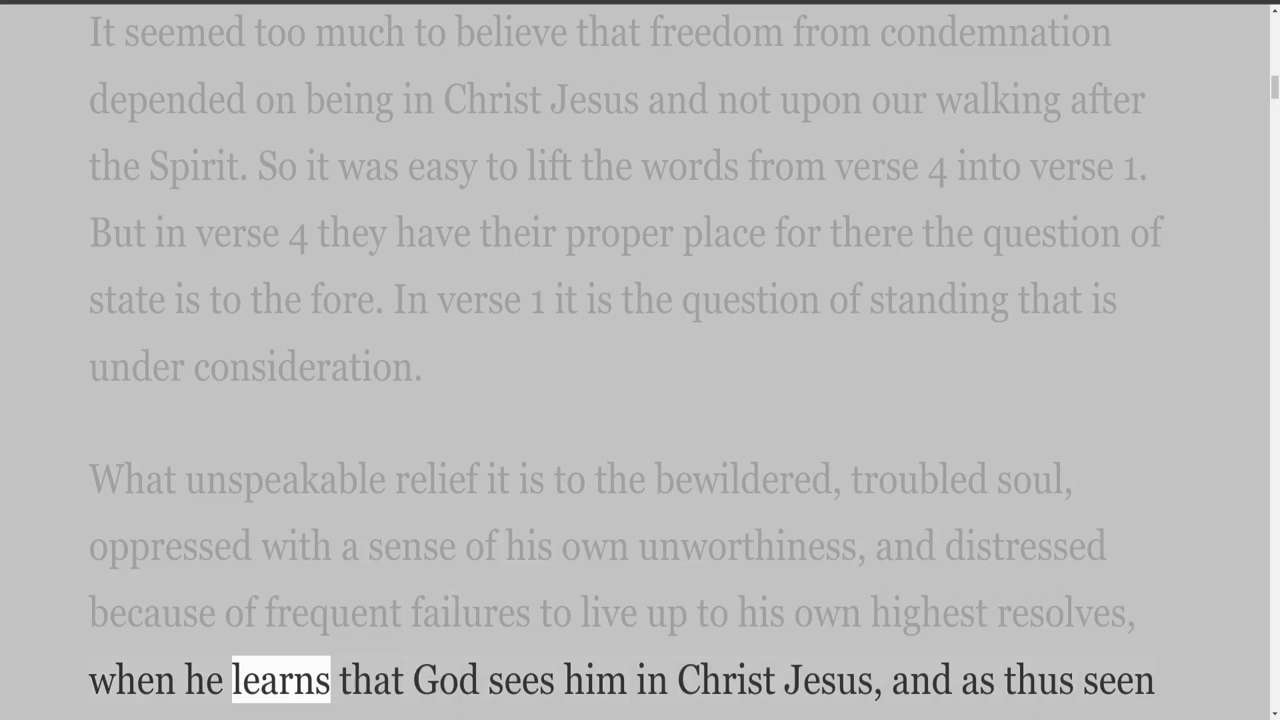 It seemed too much to believe that freedom from condemnation
depended on being in Christ Jesus and not upon our walking after
the Spirit. So it was easy to lift the words from verse 4 into verse 1.
But in verse 4 they have their proper place for there the question of
state is to the fore. In verse 1 it is the question of standing that is
under consideration.
What unspeakable relief it is to the bewildered, troubled soul,
oppressed with a sense of his own unworthiness, and distressed
because of frequent failures to live up to his own highest resolves,
when he learns that God sees him in Christ Jesus, and as thus seen